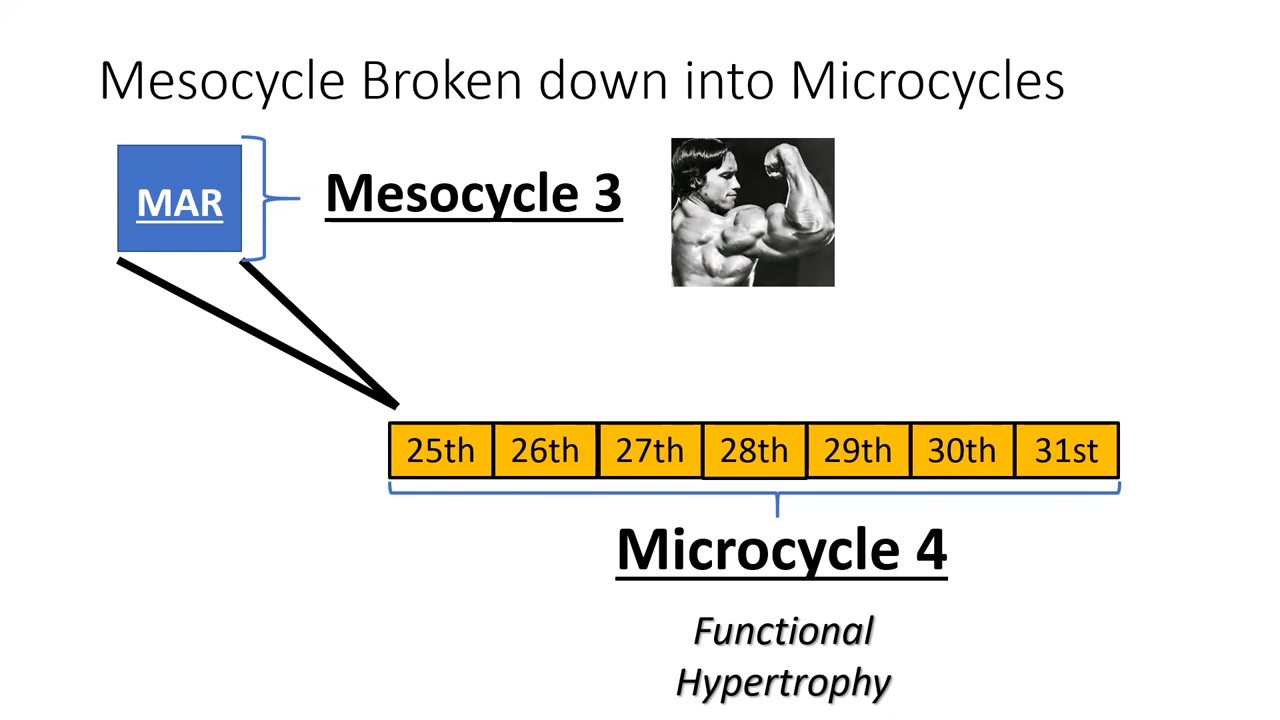 Mesocycle Broken down into Microcycles
MAR
Mesocycle 3
25th 26th 27th 28th 29th 30th 31st
Microcycle 4
Functional
Hypertrophy